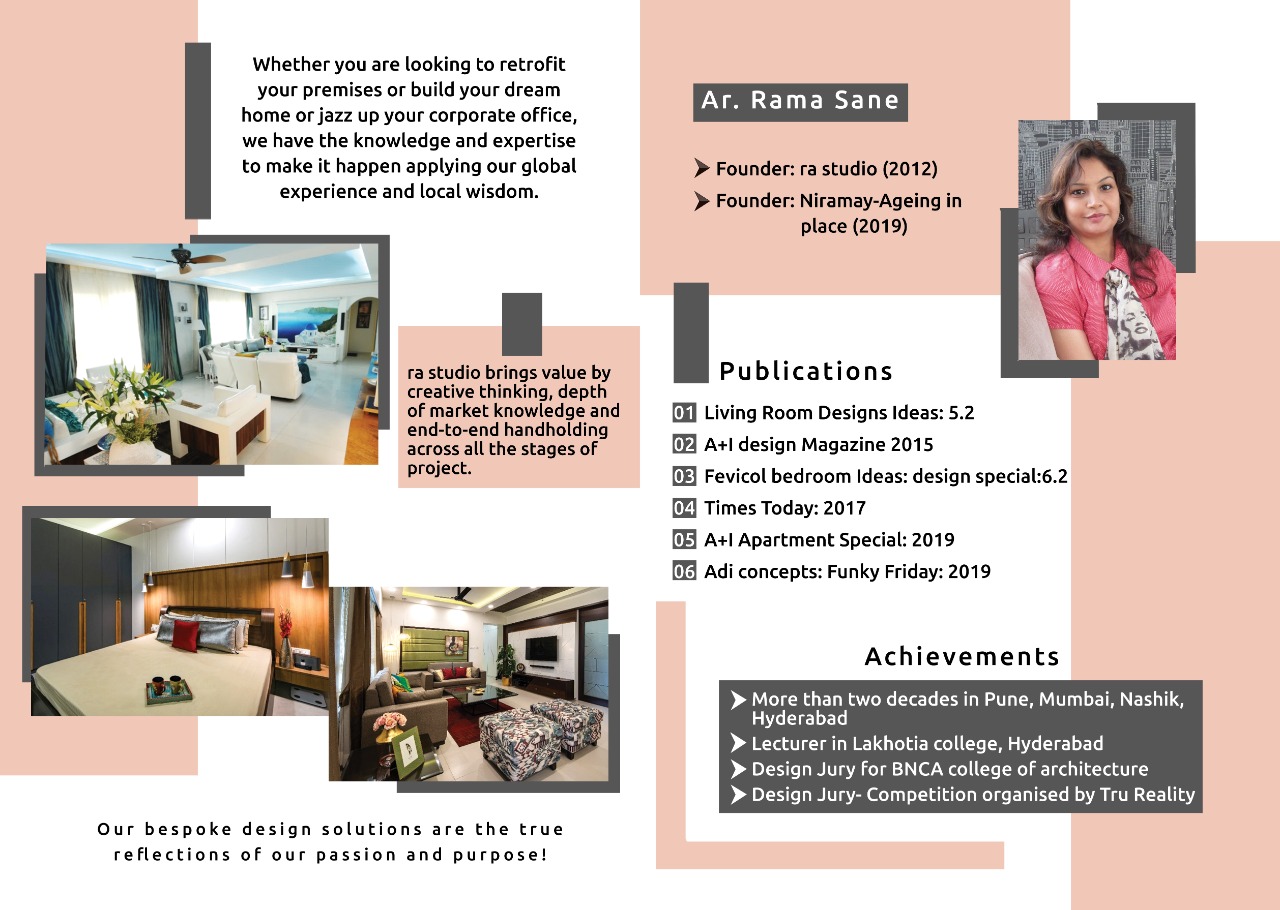 Whether you are looking to retrofit
your premises or build your dream
home or jazz up your corporate office,
we have the knowledge and expertise
to make it happen applying our global
experience and local wisdom.
ra studio brings value by
creative thinking, depth
of market knowledge and
end-to-end handholding
across all the stages of
project.
Our bespoke design solutions are the true
reflections of our passion and purpose!
Ar. Rama Sane
Founder: ra studio (2012)
Founder: Niramay-Ageing in
place (2019)
Publications
01 Living Room Designs Ideas: 5.2
02 A+I design Magazine 2015
03 Fevicol bedroom Ideas: design special:6.2
04 Times Today: 2017
05 A+I Apartment Special: 2019
06 Adi concepts: Funky Friday: 2019
Achievements
More than two decades in Pune, Mumbai, Nashik,
Hyderabad
Lecturer in Lakhotia college, Hyderabad
Design Jury for BNCA college of architecture
Design Jury- Competition organised by Tru Reality